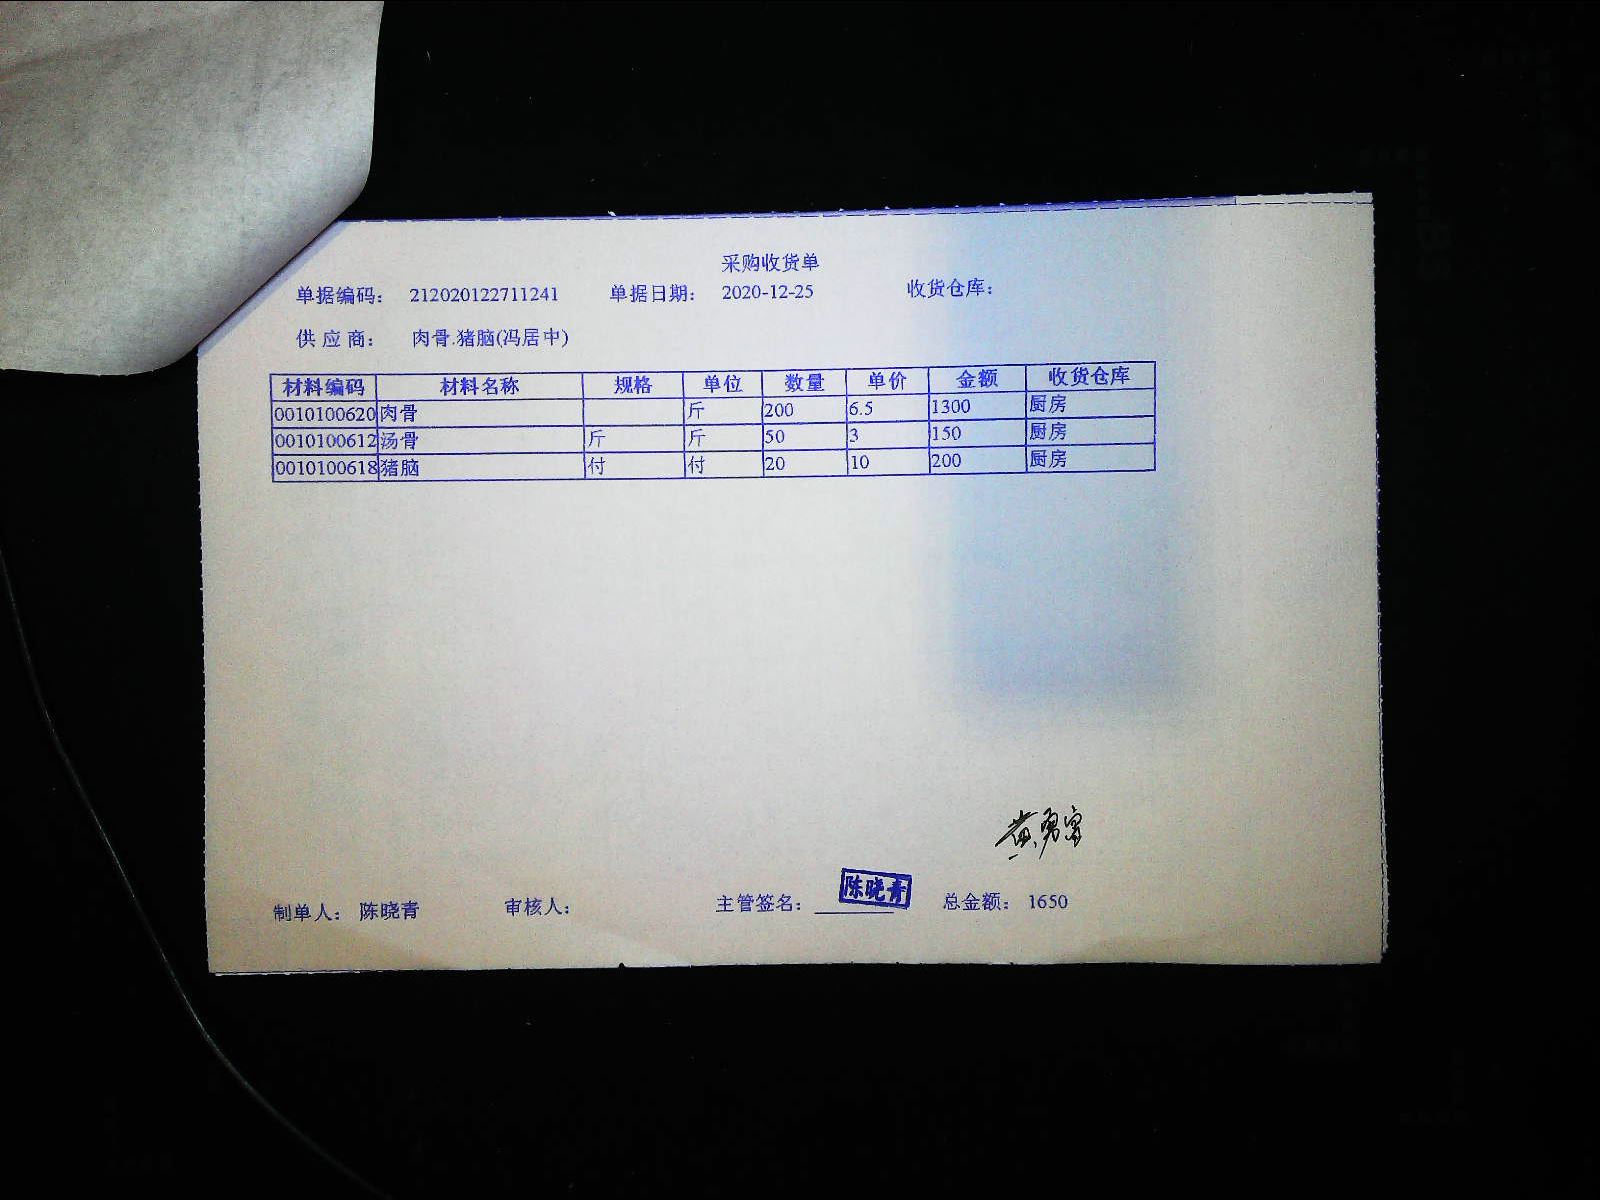 采购收货单
单据编码: 212020122711241 单据日期: 2020-12-25 收货仓库:
供应商: 肉骨.猪脑(冯居中)
材料编码 材料名称 规格 单位 数量 单价 金额 收货仓库
0010100620 肉骨 斤 200 6.5 1300 厨房
0010100612 汤骨 斤 斤 50 3 150 厨房
0010100618 猪脑 付 付 20 10 200 厨房
制单人: 陈晓青 审核人: 主管签名: 陈晓青 总金额: 1650